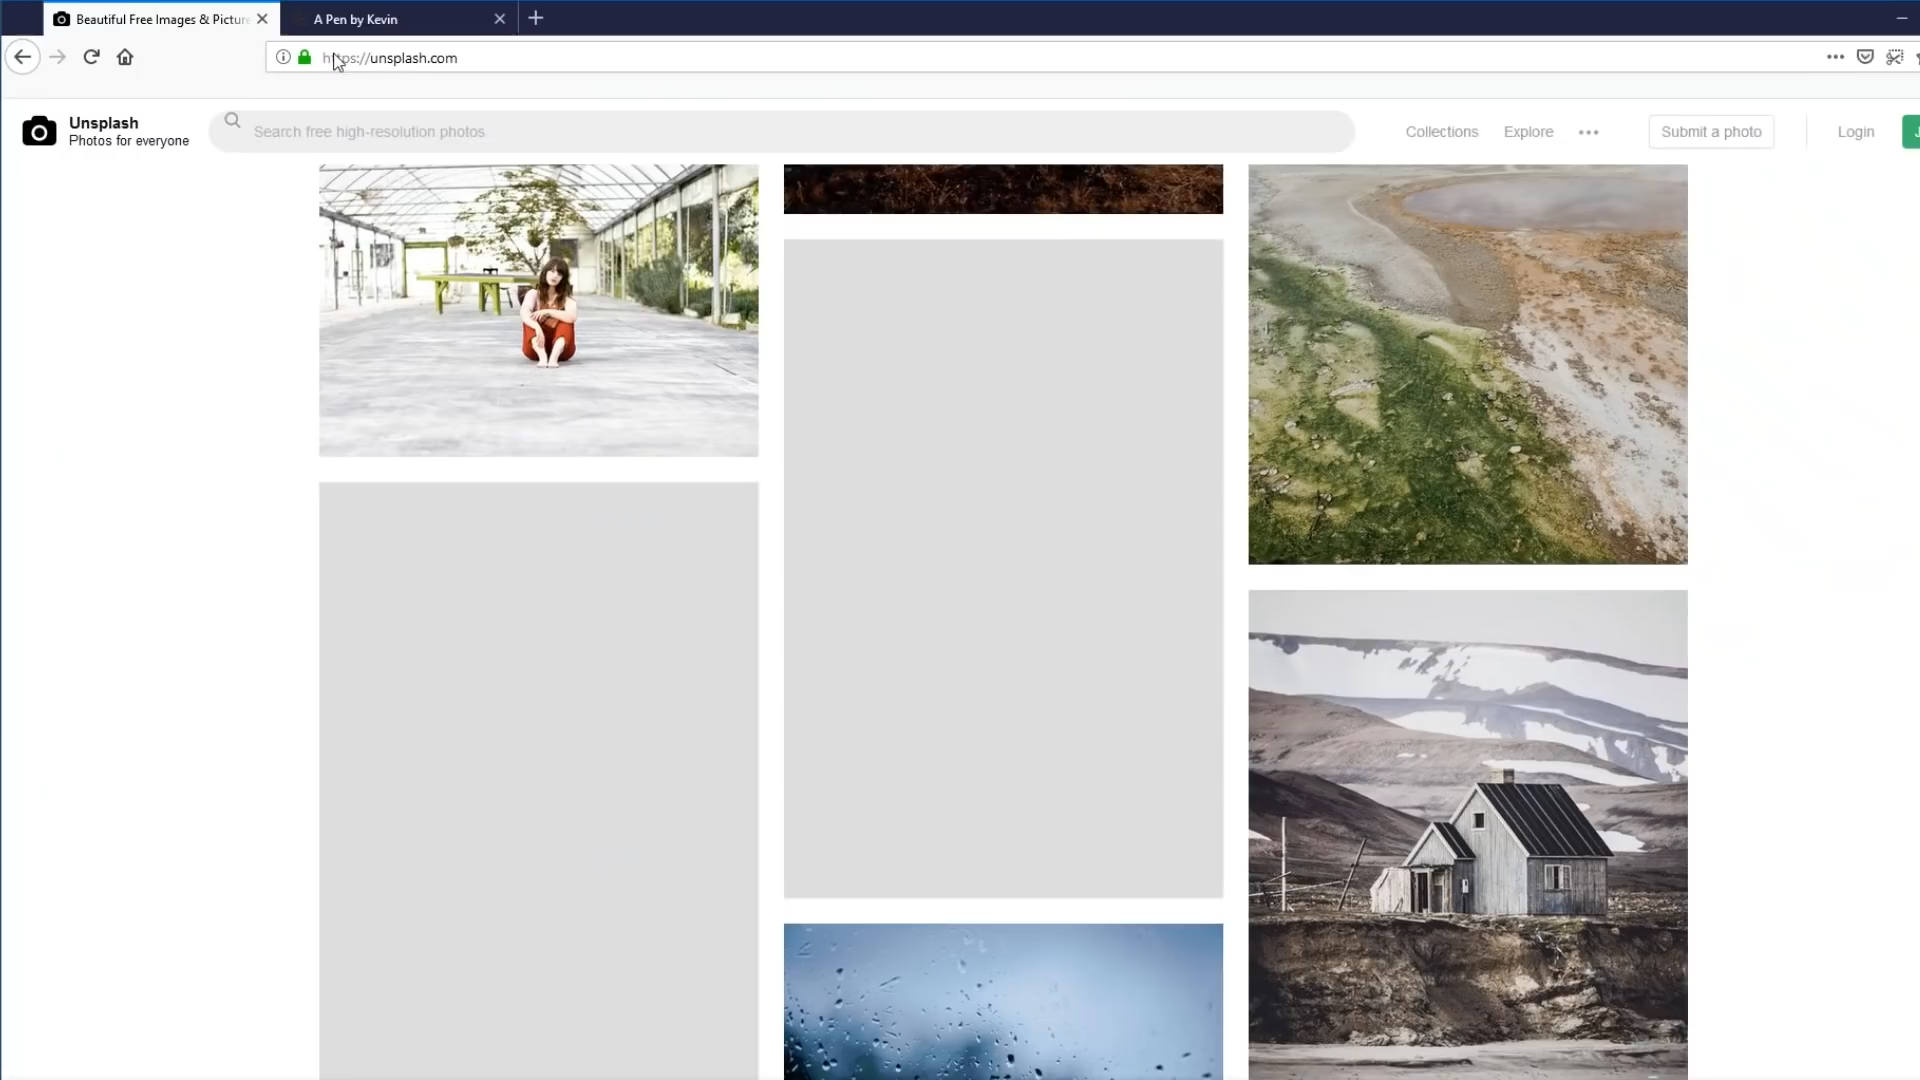 Beautiful Free Images & Picture
A Pen by Kevin
https://unsplash.com
Unsplash
Photos for everyone
Search free high-resolution photos
Collections
Explore
Submit a photo
Login